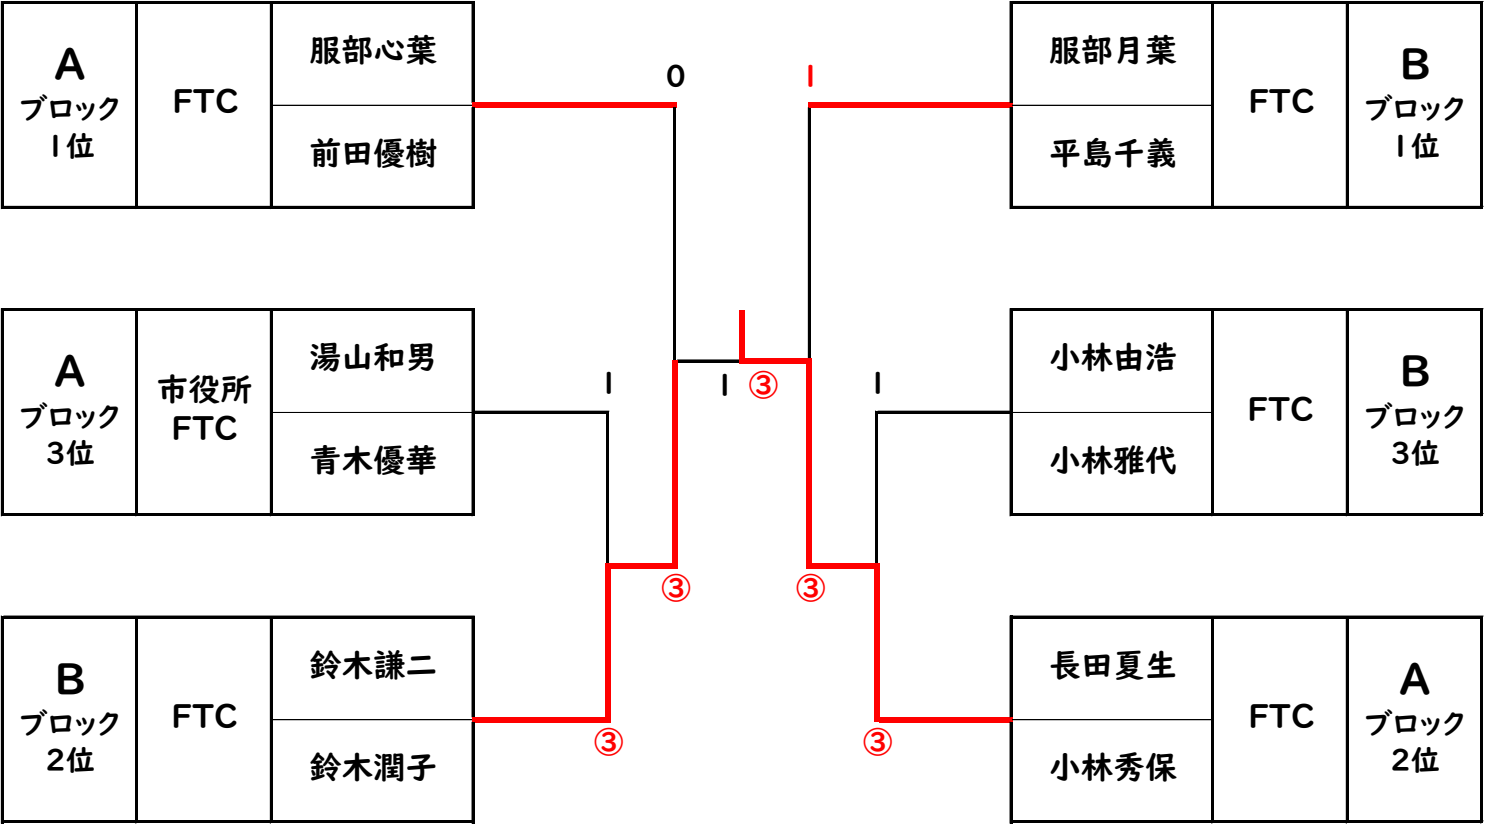 A
ブロック
1位
FTC
服部心葉
前田優樹
0
1
服部月葉
平島千義
FTC
B
ブロック
1位
A
ブロック
3位
市役所
FTC
湯山和男
青木優華
1
1
③
1
小林由浩
小林雅代
FTC
B
ブロック
3位
③
③
B
ブロック
2位
FTC
鈴木謙二
鈴木潤子
③
③
長田夏生
小林秀保
FTC
A
ブロック
2位